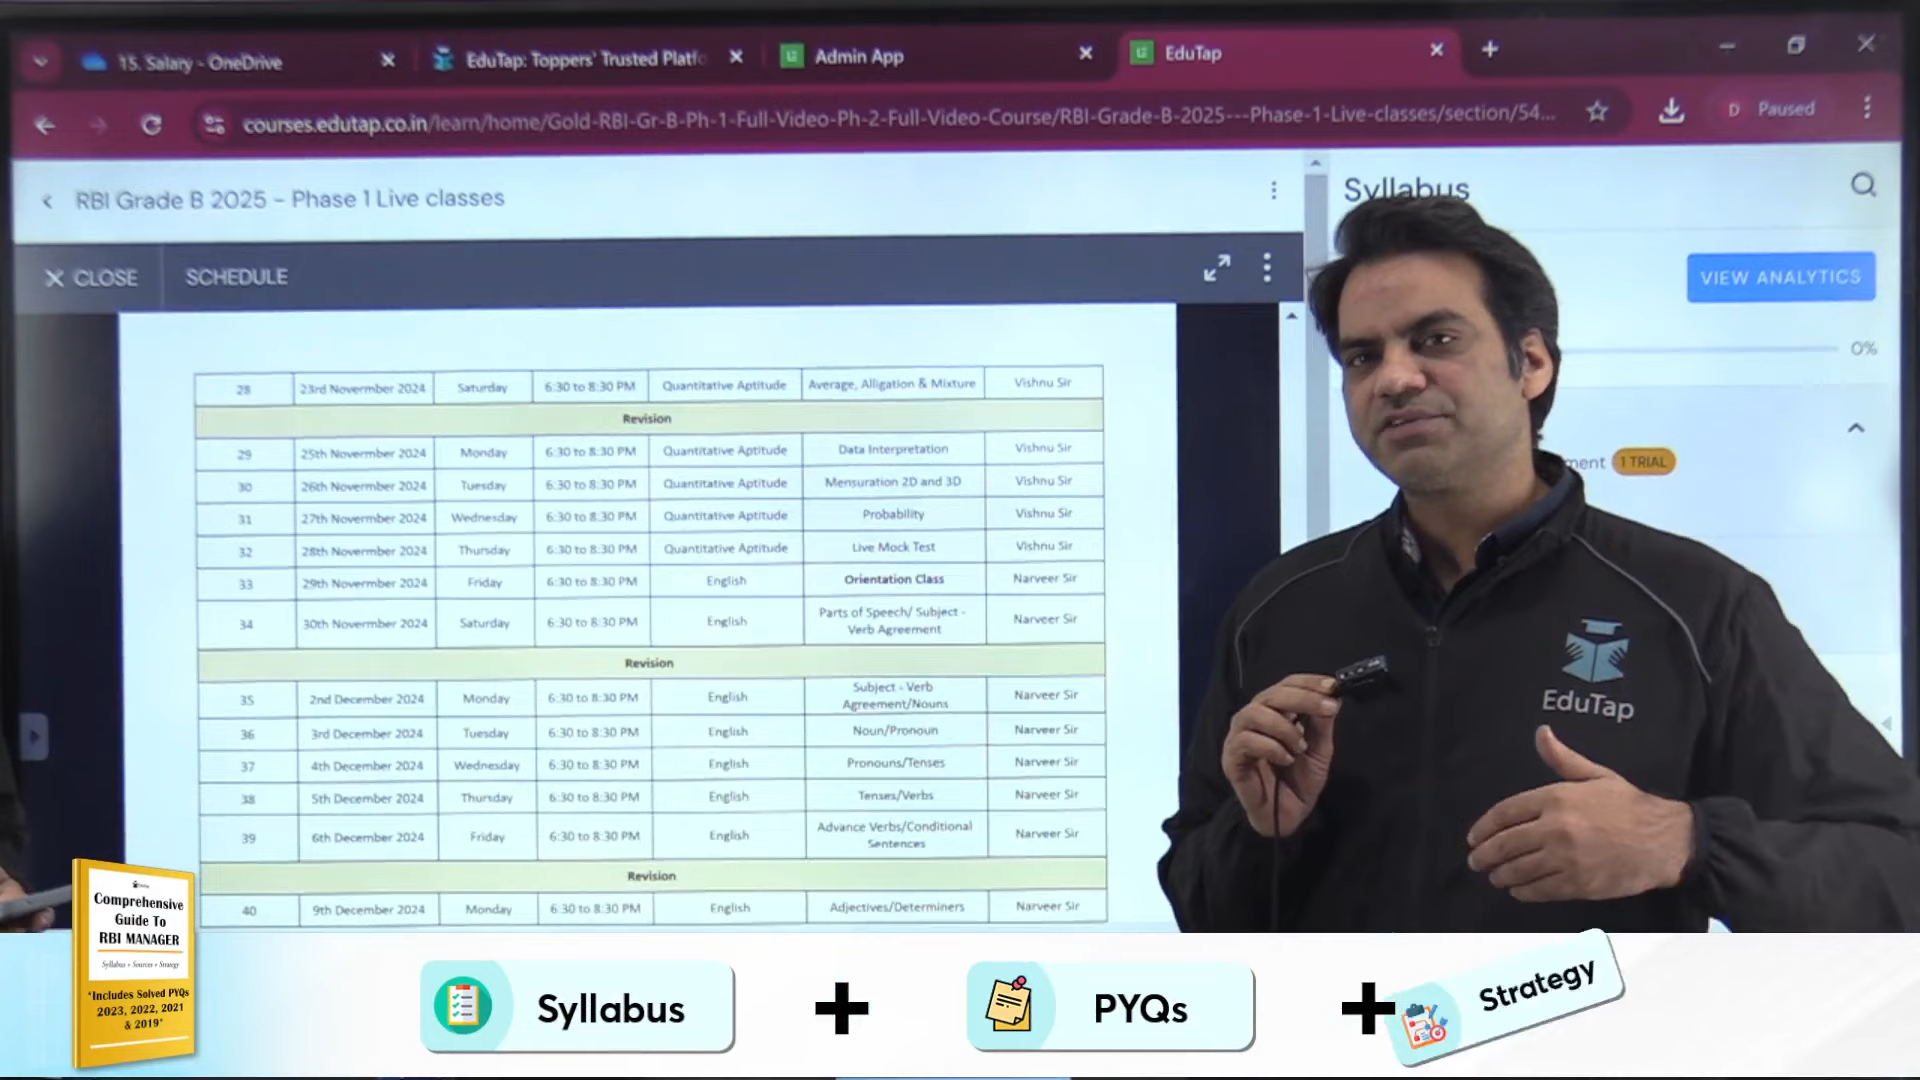 15. Salary - OneDrive
EduTap: Toppers' Trusted Platfo
Admin App
EduTap
courses.edutap.co.in/learn/home/Gold-RBI-Gr-B-Ph-1-Full-Video-Ph-2-Full-Video-Course/RBI-Grade-B-2025---Phase-1-Live-classes/section/54...
D Paused
RBI Grade B 2025 - Phase 1 Live classes
Syllabus
CLOSE SCHEDULE
VIEW ANALYTICS
0%
ment 1 TRIAL
28 23rd Novermber 2024 Saturday 6:30 to 8:30 PM Quantitative Aptitude Average, Alligation & Mixture Vishnu Sir
Revision
29 25th Novermber 2024 Monday 6:30 to 8:30 PM Quantitative Aptitude Data Interpretation Vishnu Sir
30 26th Novermber 2024 Tuesday 6:30 to 8:30 PM Quantitative Aptitude Mensuration 2D and 3D Vishnu Sir
31 27th Novermber 2024 Wednesday 6:30 to 8:30 PM Quantitative Aptitude Probability Vishnu Sir
32 28th Novermber 2024 Thursday 6:30 to 8:30 PM Quantitative Aptitude Live Mock Test Vishnu Sir
33 29th Novermber 2024 Friday 6:30 to 8:30 PM English Orientation Class Narveer Sir
34 30th Novermber 2024 Saturday 6:30 to 8:30 PM English Parts of Speech/ Subject -
Verb Agreement Narveer Sir
Revision
35 2nd December 2024 Monday 6:30 to 8:30 PM English Subject - Verb
Agreement/Nouns Narveer Sir
36 3rd December 2024 Tuesday 6:30 to 8:30 PM English Noun/Pronoun Narveer Sir
37 4th December 2024 Wednesday 6:30 to 8:30 PM English Pronouns/Tenses Narveer Sir
38 5th December 2024 Thursday 6:30 to 8:30 PM English Tenses/Verbs Narveer Sir
39 6th December 2024 Friday 6:30 to 8:30 PM English Advance Verbs/Conditional
Sentences Narveer Sir
Revision
40 9th December 2024 Monday 6:30 to 8:30 PM English Adjectives/Determiners Narveer Sir
EduTap
Comprehensive
Guide To
RBI MANAGER
Syllabus + Sources + Strategy
*Includes Solved PYQs
2023, 2022, 2021
& 2019*
Syllabus + PYQs + Strategy